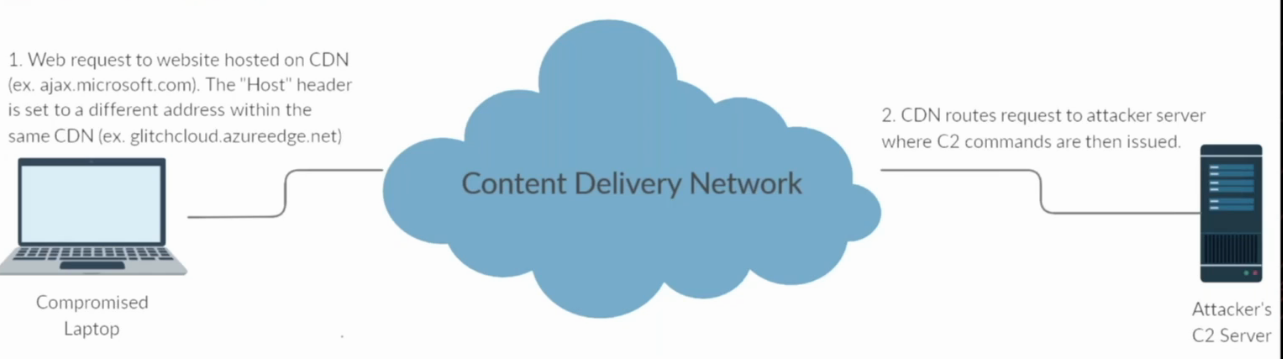 1. Web request to website hosted on CDN
(ex. ajax.microsoft.com). The "Host" header
is set to a different address within the
same CDN (ex. glitchcloud.azureedge.net)
Content Delivery Network
2. CDN routes request to attacker server
where C2 commands are then issued.
Compromised
Laptop
Attacker's
C2 Server